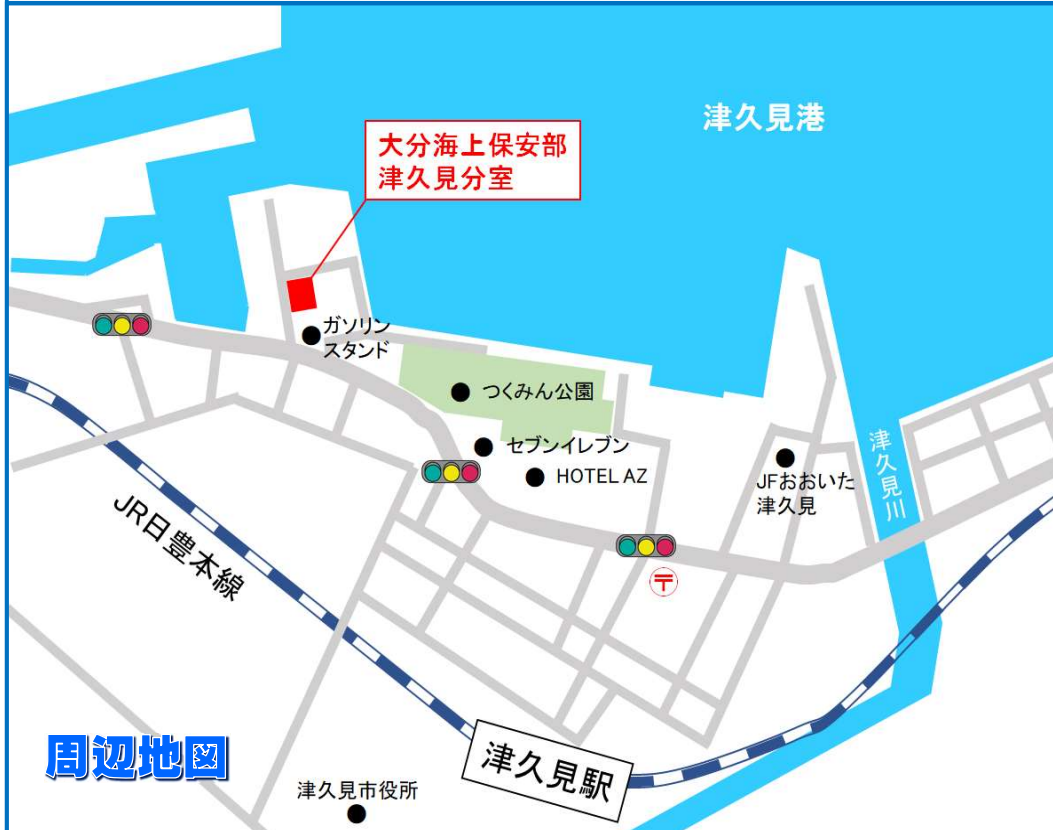 津久見港
大分海上保安部
津久見分室
ガソリン
スタンド
つくみん公園
セブンイレブン
HOTEL AZ
JFおおいた
津久見
津久見川
〒
JR日豊本線
津久見駅
周辺地図
津久見市役所